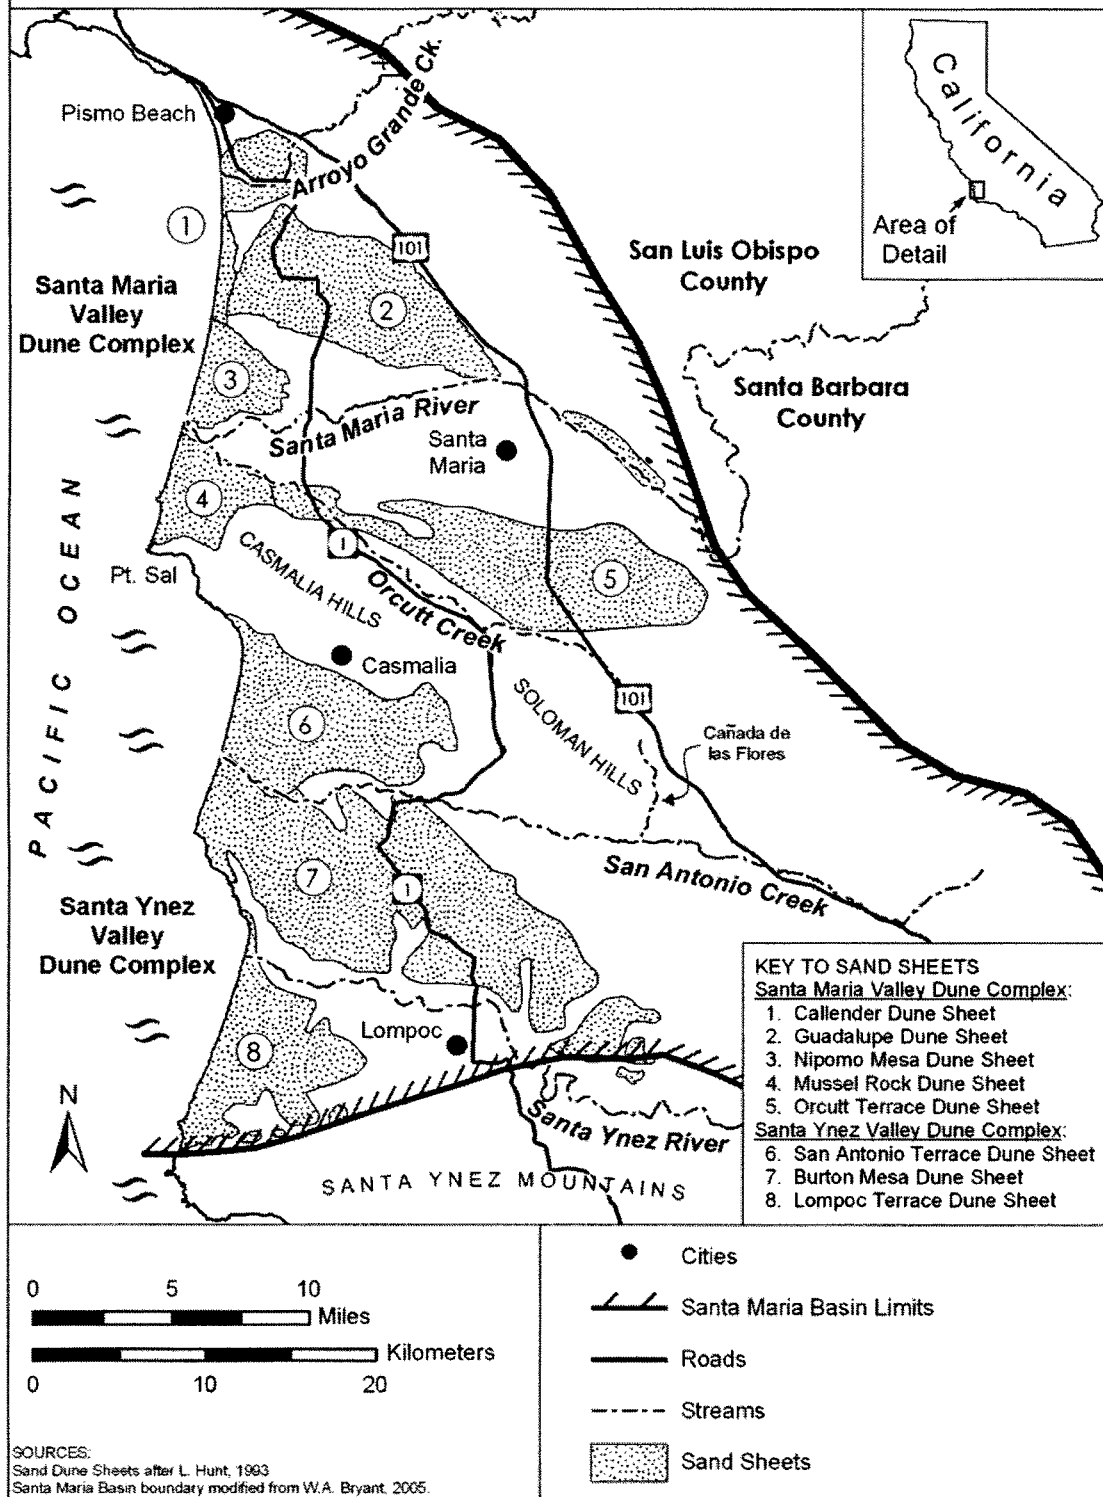 Pismo Beach
Arroyo Grande Ck.
California
Area of
Detail
1
101
San Luis Obispo
County
Santa Maria
Valley
Dune Complex
2
3
Santa Barbara
County
Santa Maria River
Santa
Maria
4
1
5
PACIFIC OCEAN
Pt. Sal
CASMALIA HILLS
Orcutt Creek
Casmalia
6
SOLOMAN HILLS
101
Cañada de
las Flores
7
1
San Antonio Creek
Santa Ynez
Valley
Dune Complex
8
Lompoc
N
Santa Ynez River
SANTA YNEZ MOUNTAINS
KEY TO SAND SHEETS
Santa Maria Valley Dune Complex:
1. Callender Dune Sheet
2. Guadalupe Dune Sheet
3. Nipomo Mesa Dune Sheet
4. Mussel Rock Dune Sheet
5. Orcutt Terrace Dune Sheet
Santa Ynez Valley Dune Complex:
6. San Antonio Terrace Dune Sheet
7. Burton Mesa Dune Sheet
8. Lompoc Terrace Dune Sheet
0 5 10
Miles
Kilometers
0 10 20
Cities
Santa Maria Basin Limits
Roads
Streams
Sand Sheets
SOURCES:
Sand Dune Sheets after L. Hunt, 1993
Santa Maria Basin boundary modified from W.A. Bryant, 2005.